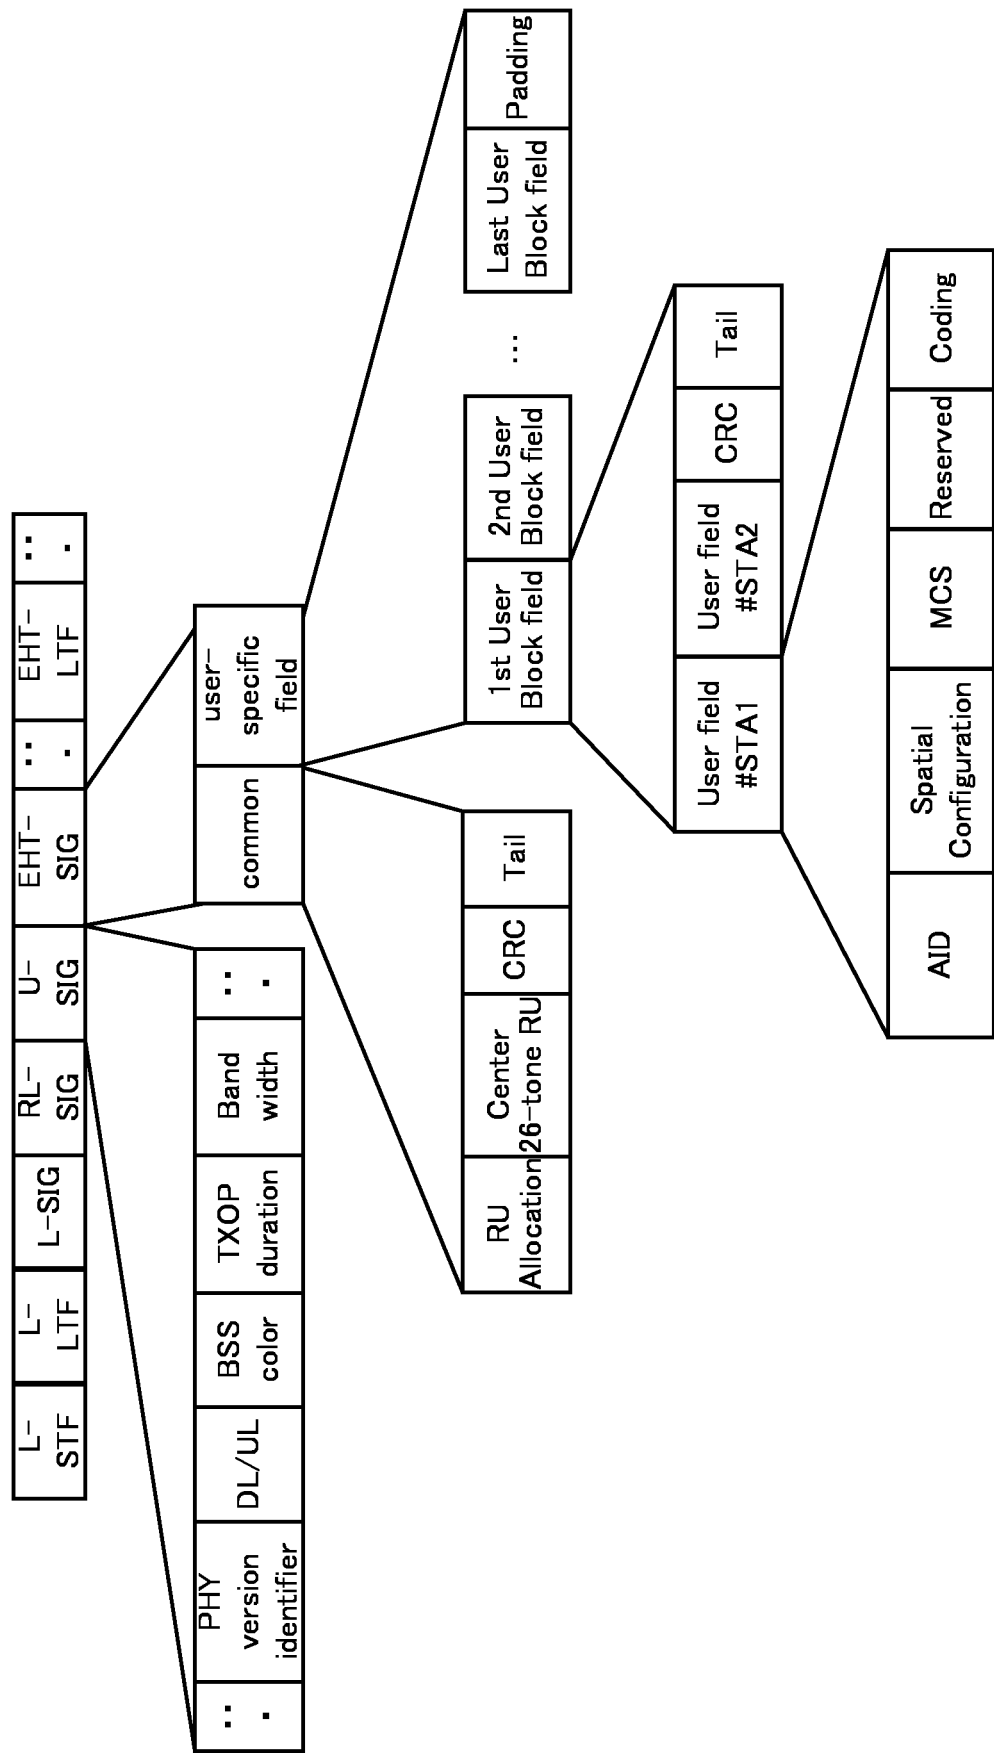 L-
STF
L-
LTF
L-SIG
RL-
SIG
U-
SIG
EHT-
SIG
:
.
EHT-
LTF
:
.
:
.
PHY
version
identifier
DL/UL
BSS
color
TXOP
duration
Band
width
:
.
common
user-
specific
field
RU
Allocation
Center
26-tone RU
CRC
Tail
1st User
Block field
2nd User
Block field
...
Last User
Block field
Padding
User field
#STA1
User field
#STA2
CRC
Tail
AID
Spatial
Configuration
MCS
Reserved
Coding